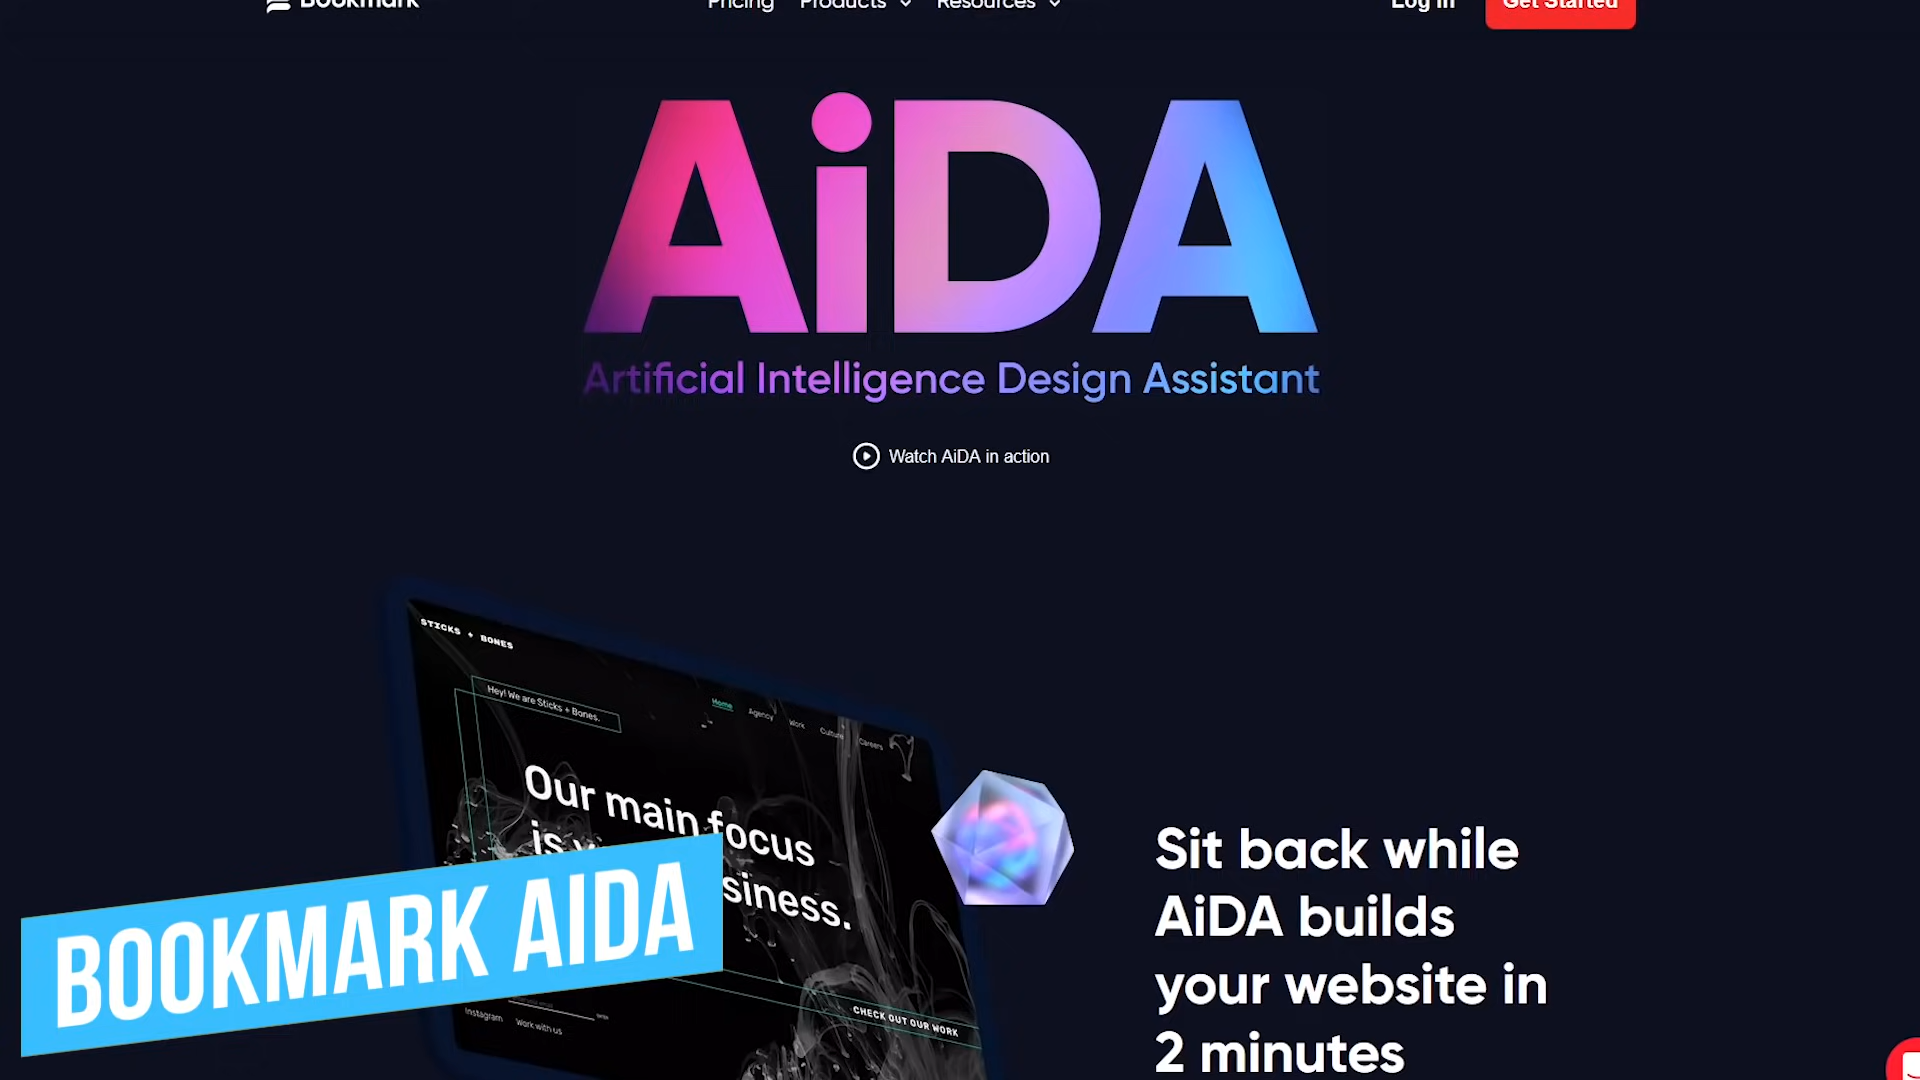 Bookmark
Pricing Products Resources
Log in
Get Started
AiDA
Artificial Intelligence Design Assistant
Watch AiDA in action
STICKS + BONES
Hey! We are Sticks + Bones.
Home Agency Work Culture Careers
Our main focus
is
siness.
Instagram Work with us
CHECK OUT OUR WORK
BOOKMARK AIDA
Sit back while
AiDA builds
your website in
2 minutes